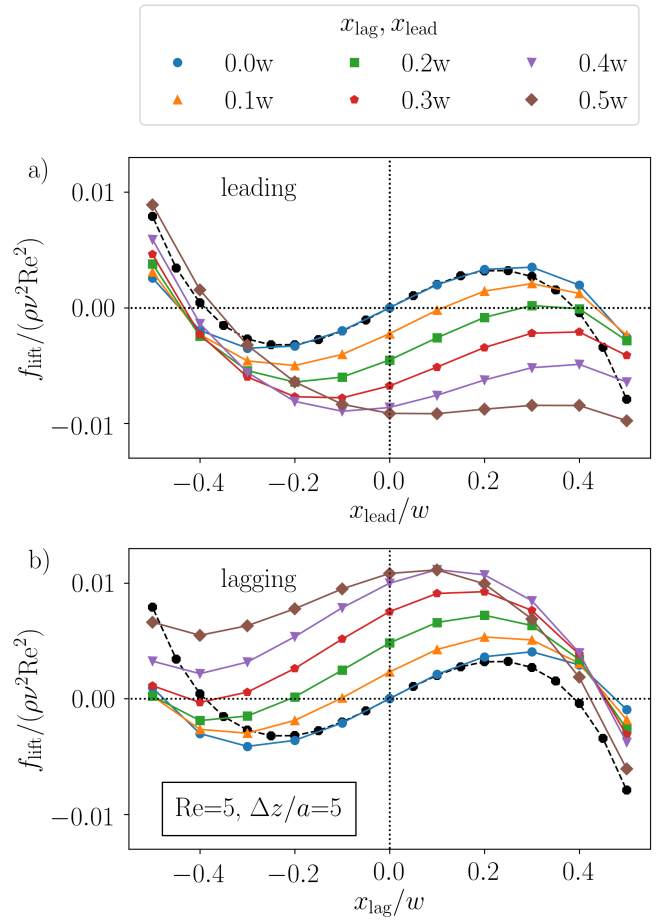 x_lag, x_lead
0.0w 0.2w 0.4w
0.1w 0.3w 0.5w
a)
leading
0.01
0.00
−0.01
f_lift/(ρν²Re²)
−0.4 −0.2 0.0 0.2 0.4
x_lead/w
b)
lagging
0.01
0.00
−0.01
f_lift/(ρν²Re²)
Re=5, Δz/a=5
−0.4 −0.2 0.0 0.2 0.4
x_lag/w